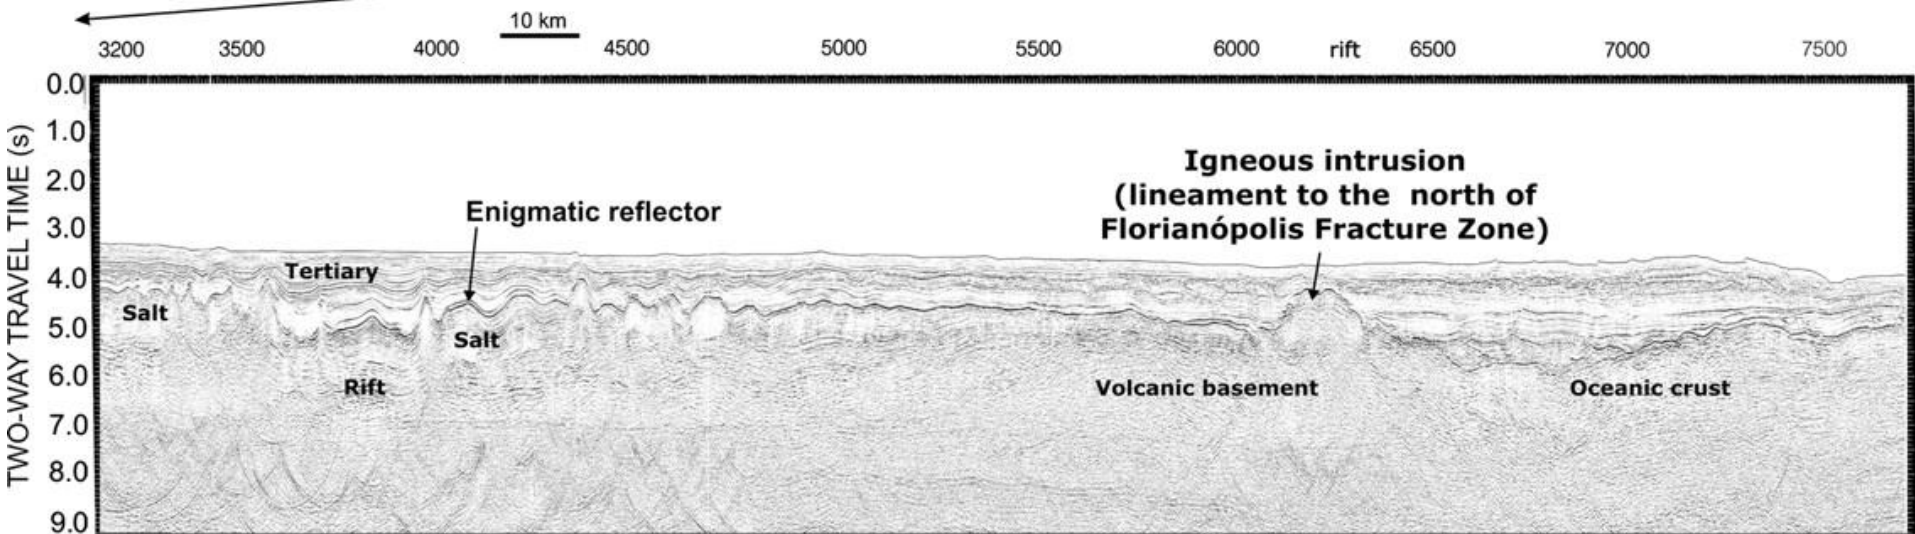 10 km
3200 3500 4000 4500 5000 5500 6000 rift 6500 7000 7500
TWO-WAY TRAVEL TIME (s)
0.0
1.0
2.0
3.0
4.0
5.0
6.0
7.0
8.0
9.0
Igneous intrusion
(lineament to the north of
Florianópolis Fracture Zone)
Enigmatic reflector
Tertiary
Salt
Salt
Rift
Volcanic basement
Oceanic crust